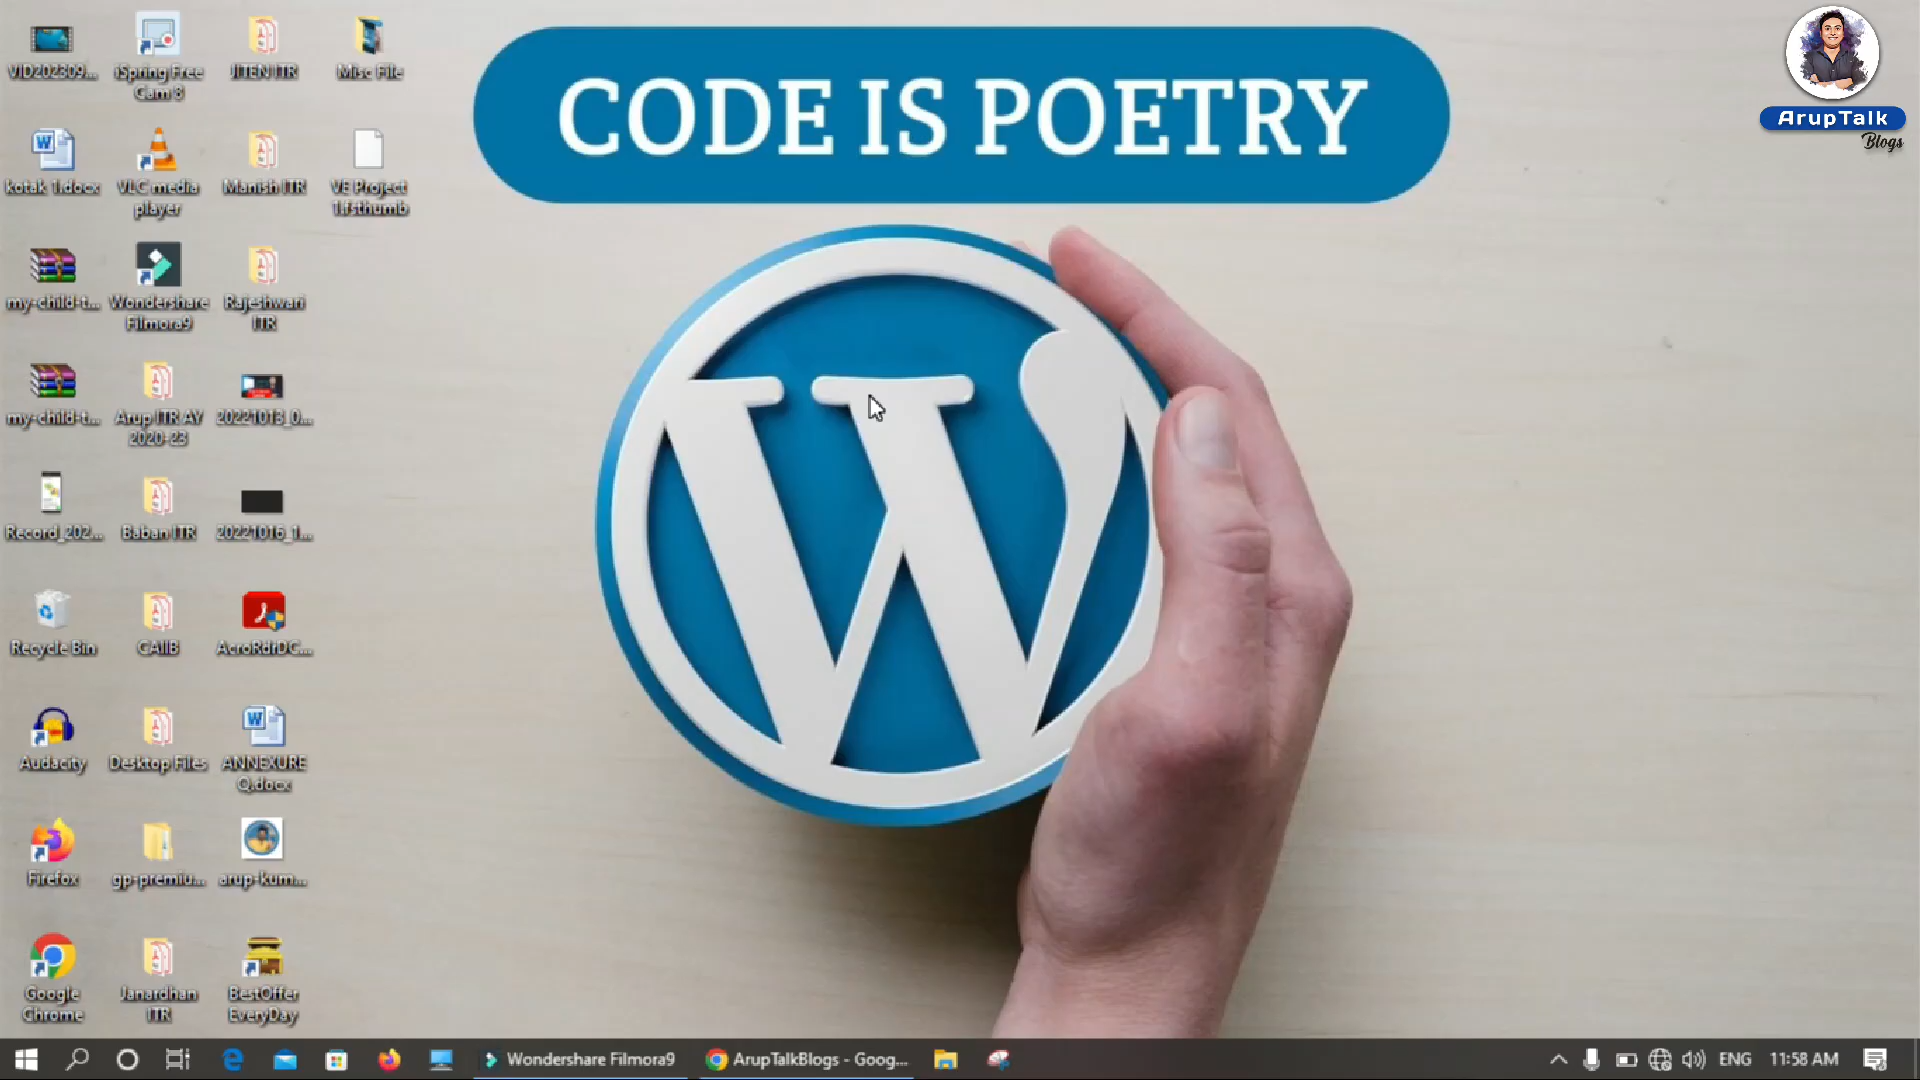 CODE IS POETRY
ArupTalk
Blogs
VID202309...
iSpring Free
Cam 8
JITEN ITR
Misc File
kotak 1.docx
VLC media
player
Manish ITR
VE Project
1.fsthumb
my-child-t...
Wondershare
Filmora9
Rajeshwari
ITR
my-child-t...
Arup ITR AY
2020-23
20221013_0...
Record_202...
Baban ITR
20221016_1...
Recycle Bin
CAIIB
AcroRdrDC...
Audacity
Desktop Files
ANNEXURE
Q.docx
Firefox
gp-premiu...
arup-kum...
Google
Chrome
Janardhan
ITR
BestOffer
EveryDay
Wondershare Filmora9
ArupTalkBlogs - Goog...
ENG
11:58 AM